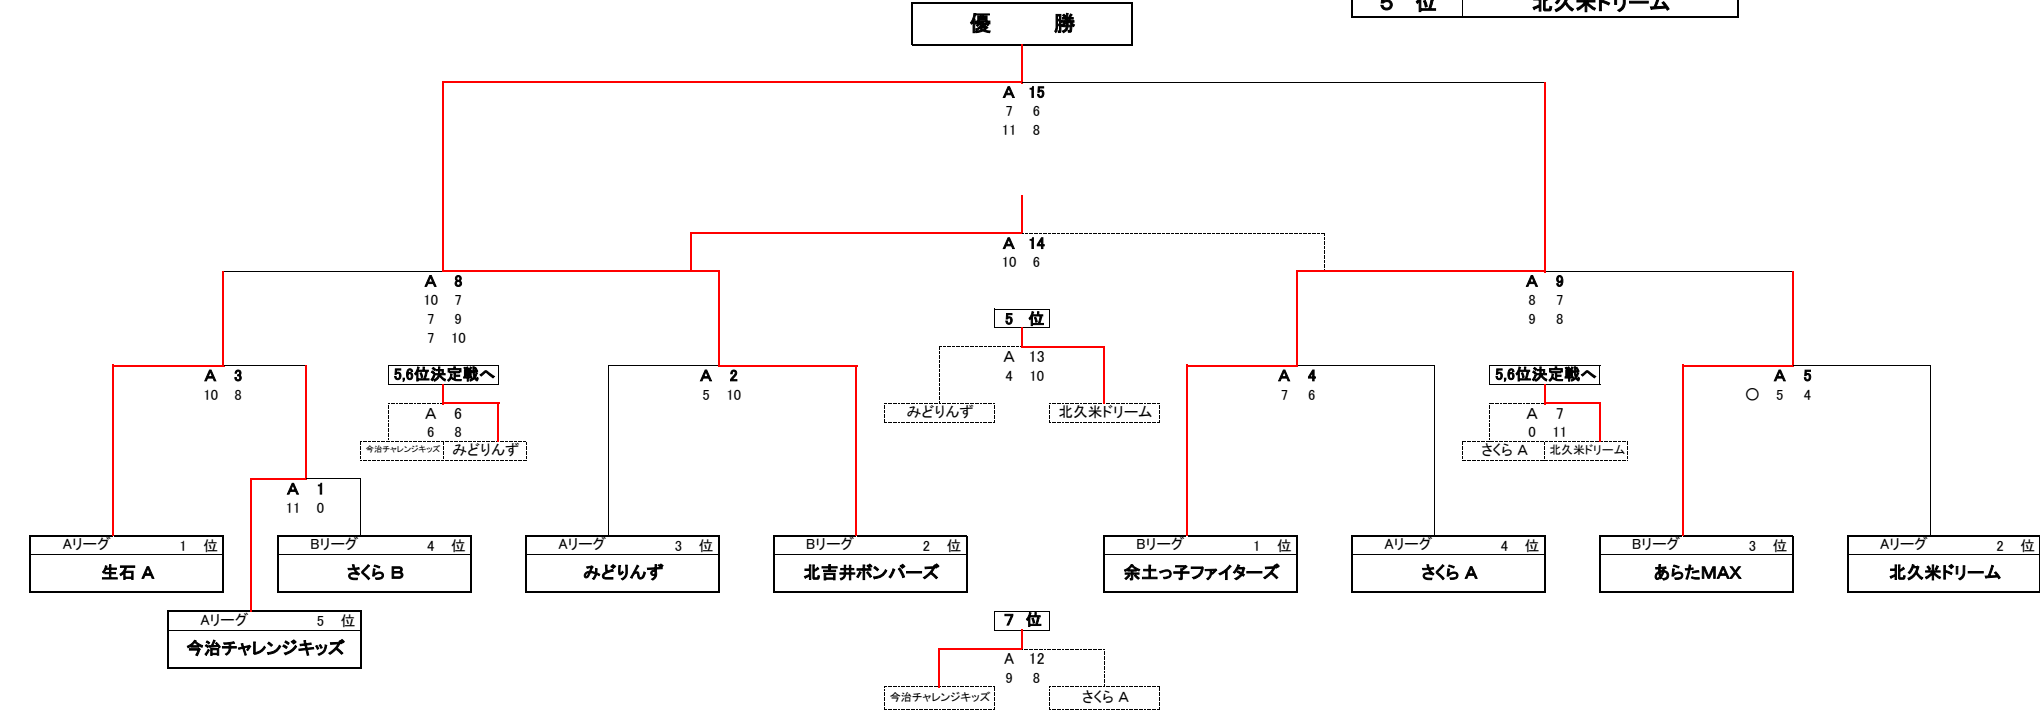 5 位 北久米ドリーム
優 勝
A 15
7 6
11 8
A 14
10 6
A 8
10 7
7 9
7 10
A 9
8 7
9 8
5 位
A 13
4 10
みどりんず 北久米ドリーム
A 3
10 8
5,6位決定戦へ
A 6
6 8
今治チャレンジキッズ みどりんず
A 2
5 10
A 4
7 6
5,6位決定戦へ
A 7
0 11
さくら A 北久米ドリーム
A 5
〇 5 4
A 1
11 0
Aリーグ 1 位
生石 A
Bリーグ 4 位
さくら B
Aリーグ 3 位
みどりんず
Bリーグ 2 位
北吉井ボンバーズ
Bリーグ 1 位
余土っ子ファイターズ
Aリーグ 4 位
さくら A
Bリーグ 3 位
あらたMAX
Aリーグ 2 位
北久米ドリーム
Aリーグ 5 位
今治チャレンジキッズ
7 位
A 12
9 8
今治チャレンジキッズ さくら A